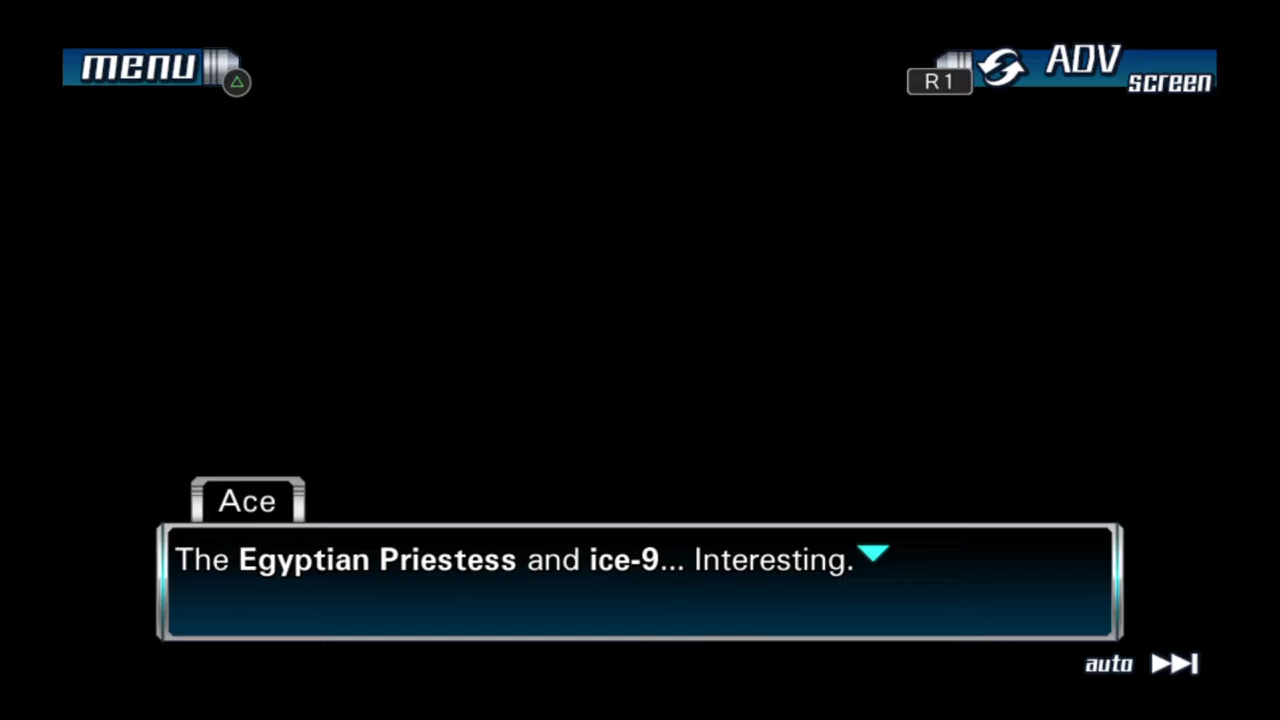 menu
△
R1
ADV
screen
Ace
The Egyptian Priestess and ice-9... Interesting.
auto